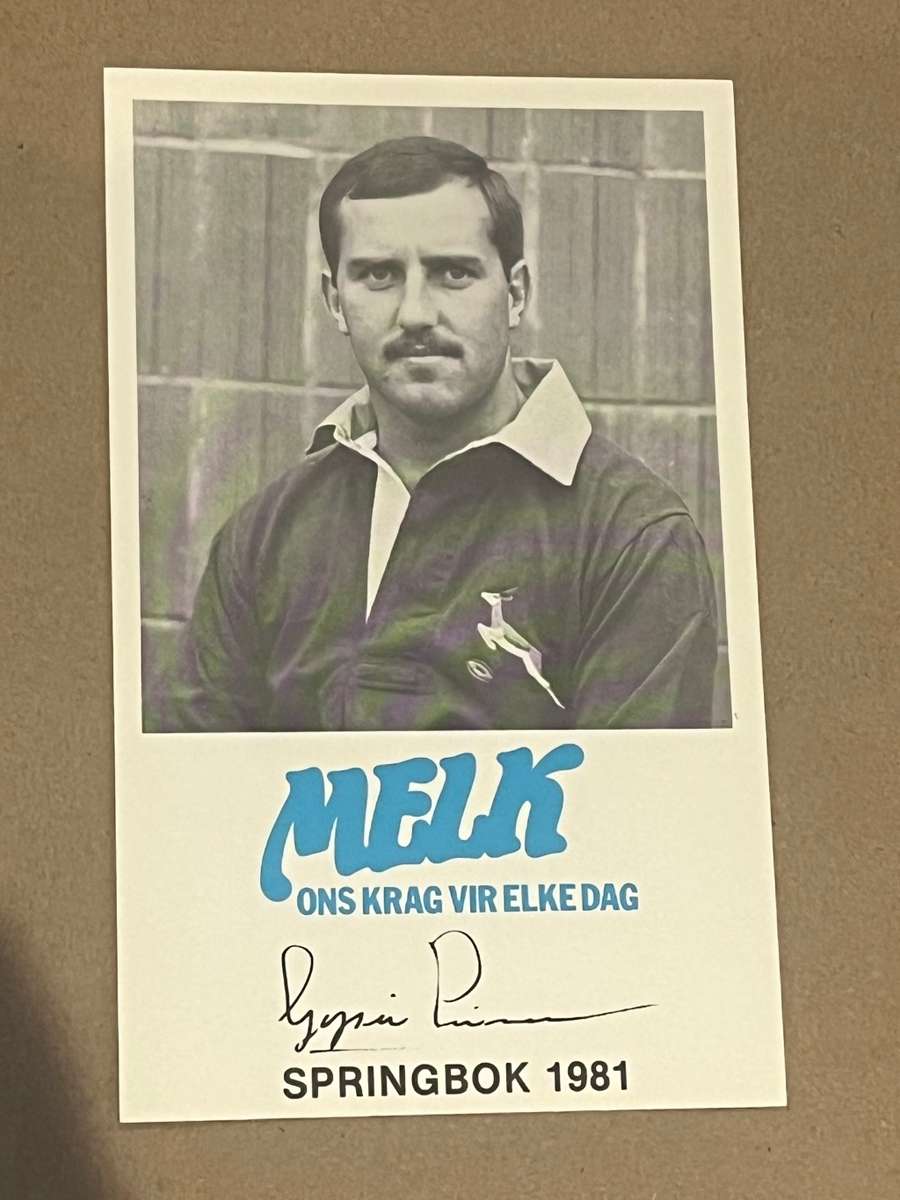 MELK
ONS KRAG VIR ELKE DAG
SPRINGBOK 1981